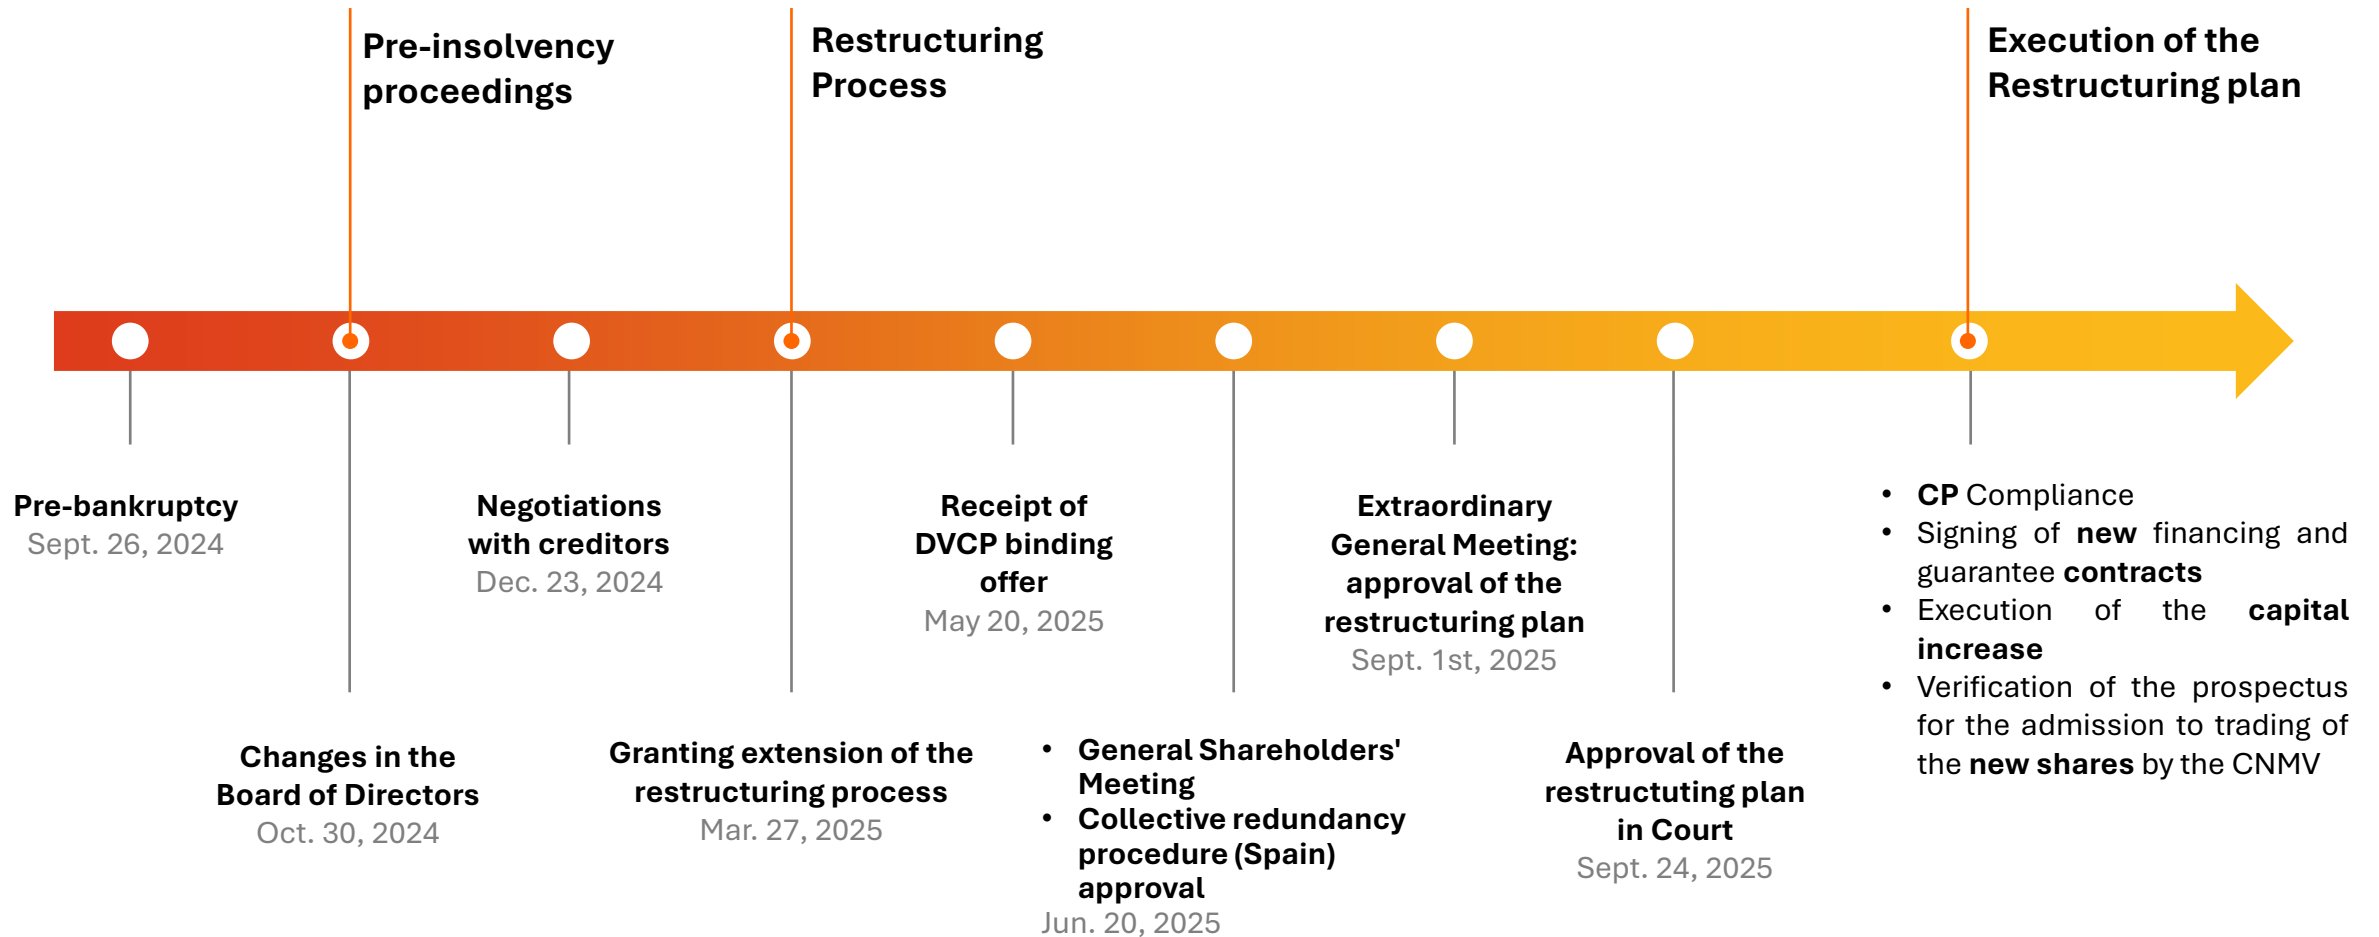 Pre-insolvency
proceedings
Restructuring
Process
Execution of the
Restructuring plan
Pre-bankruptcy
Sept. 26, 2024
Changes in the
Board of Directors
Oct. 30, 2024
Negotiations
with creditors
Dec. 23, 2024
Granting extension of the
restructuring process
Mar. 27, 2025
Receipt of
DVCP binding
offer
May 20, 2025
• General Shareholders'
Meeting
• Collective redundancy
procedure (Spain)
approval
Jun. 20, 2025
Extraordinary
General Meeting:
approval of the
restructuring plan
Sept. 1st, 2025
Approval of the
restructuting plan
in Court
Sept. 24, 2025
• CP Compliance
• Signing of new financing and
guarantee contracts
• Execution of the capital
increase
• Verification of the prospectus
for the admission to trading of
the new shares by the CNMV